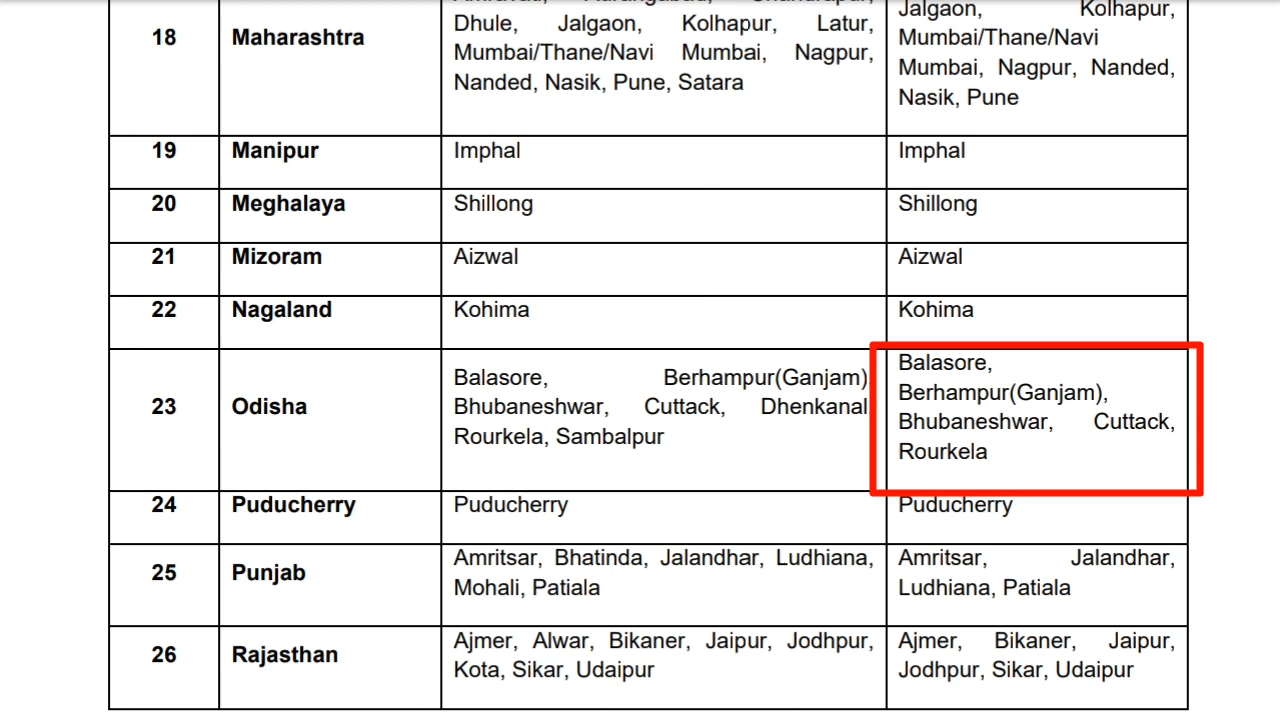 18 Maharashtra
Dhule, Jalgaon, Kolhapur, Latur,
Mumbai/Thane/Navi Mumbai, Nagpur,
Nanded, Nasik, Pune, Satara
Jalgaon, Kolhapur,
Mumbai/Thane/Navi
Mumbai, Nagpur, Nanded,
Nasik, Pune
19 Manipur Imphal Imphal
20 Meghalaya Shillong Shillong
21 Mizoram Aizwal Aizwal
22 Nagaland Kohima Kohima
23 Odisha
Balasore, Berhampur(Ganjam),
Bhubaneshwar, Cuttack, Dhenkanal,
Rourkela, Sambalpur
Balasore,
Berhampur(Ganjam),
Bhubaneshwar, Cuttack,
Rourkela
24 Puducherry Puducherry Puducherry
25 Punjab
Amritsar, Bhatinda, Jalandhar, Ludhiana,
Mohali, Patiala
Amritsar, Jalandhar,
Ludhiana, Patiala
26 Rajasthan
Ajmer, Alwar, Bikaner, Jaipur, Jodhpur,
Kota, Sikar, Udaipur
Ajmer, Bikaner, Jaipur,
Jodhpur, Sikar, Udaipur